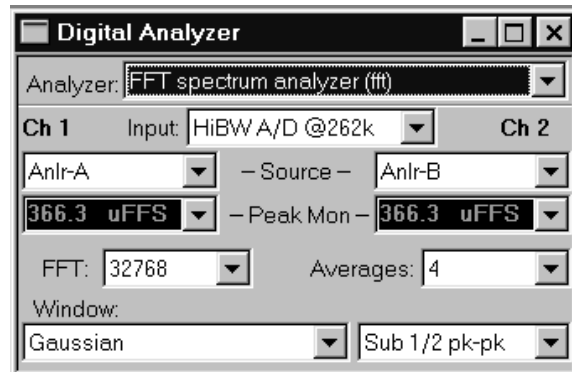 Digital Analyzer
Analyzer: FFT spectrum analyzer (fft)
Ch 1 Input: HiBW A/D @262k Ch 2
Anlr-A – Source – Anlr-B
366.3 uFFS – Peak Mon – 366.3 uFFS
FFT: 32768 Averages: 4
Window:
Gaussian Sub 1/2 pk-pk